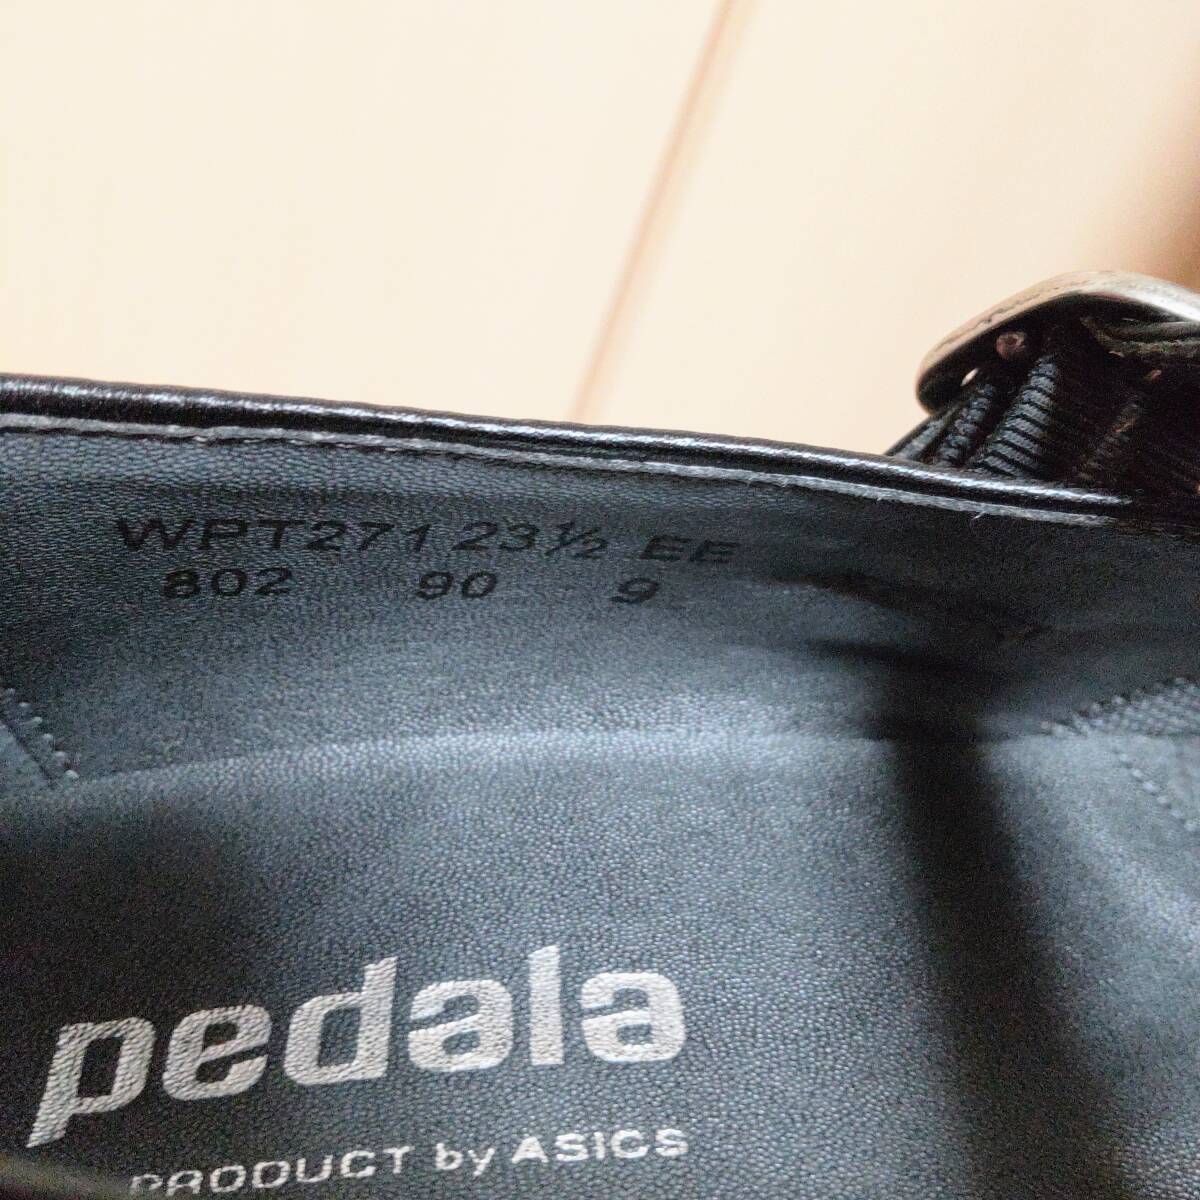 WPT271 23½ EE
802 90 9
pedala
PRODUCT by ASICS